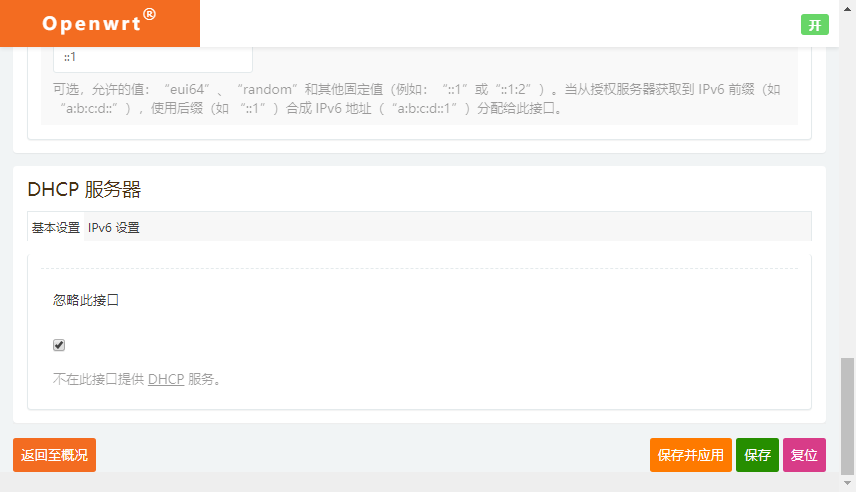 Openwrt®
开
::1
可选，允许的值：“eui64”、“random”和其他固定值（例如：“::1”或“::1:2”）。当从授权服务器获取到 IPv6 前缀（如
“a:b:c:d::”），使用后缀（如 “::1”）合成 IPv6 地址（“a:b:c:d::1”）分配给此接口。
DHCP 服务器
基本设置 IPv6 设置
忽略此接口
不在此接口提供 DHCP 服务。
返回至概况 保存并应用 保存 复位